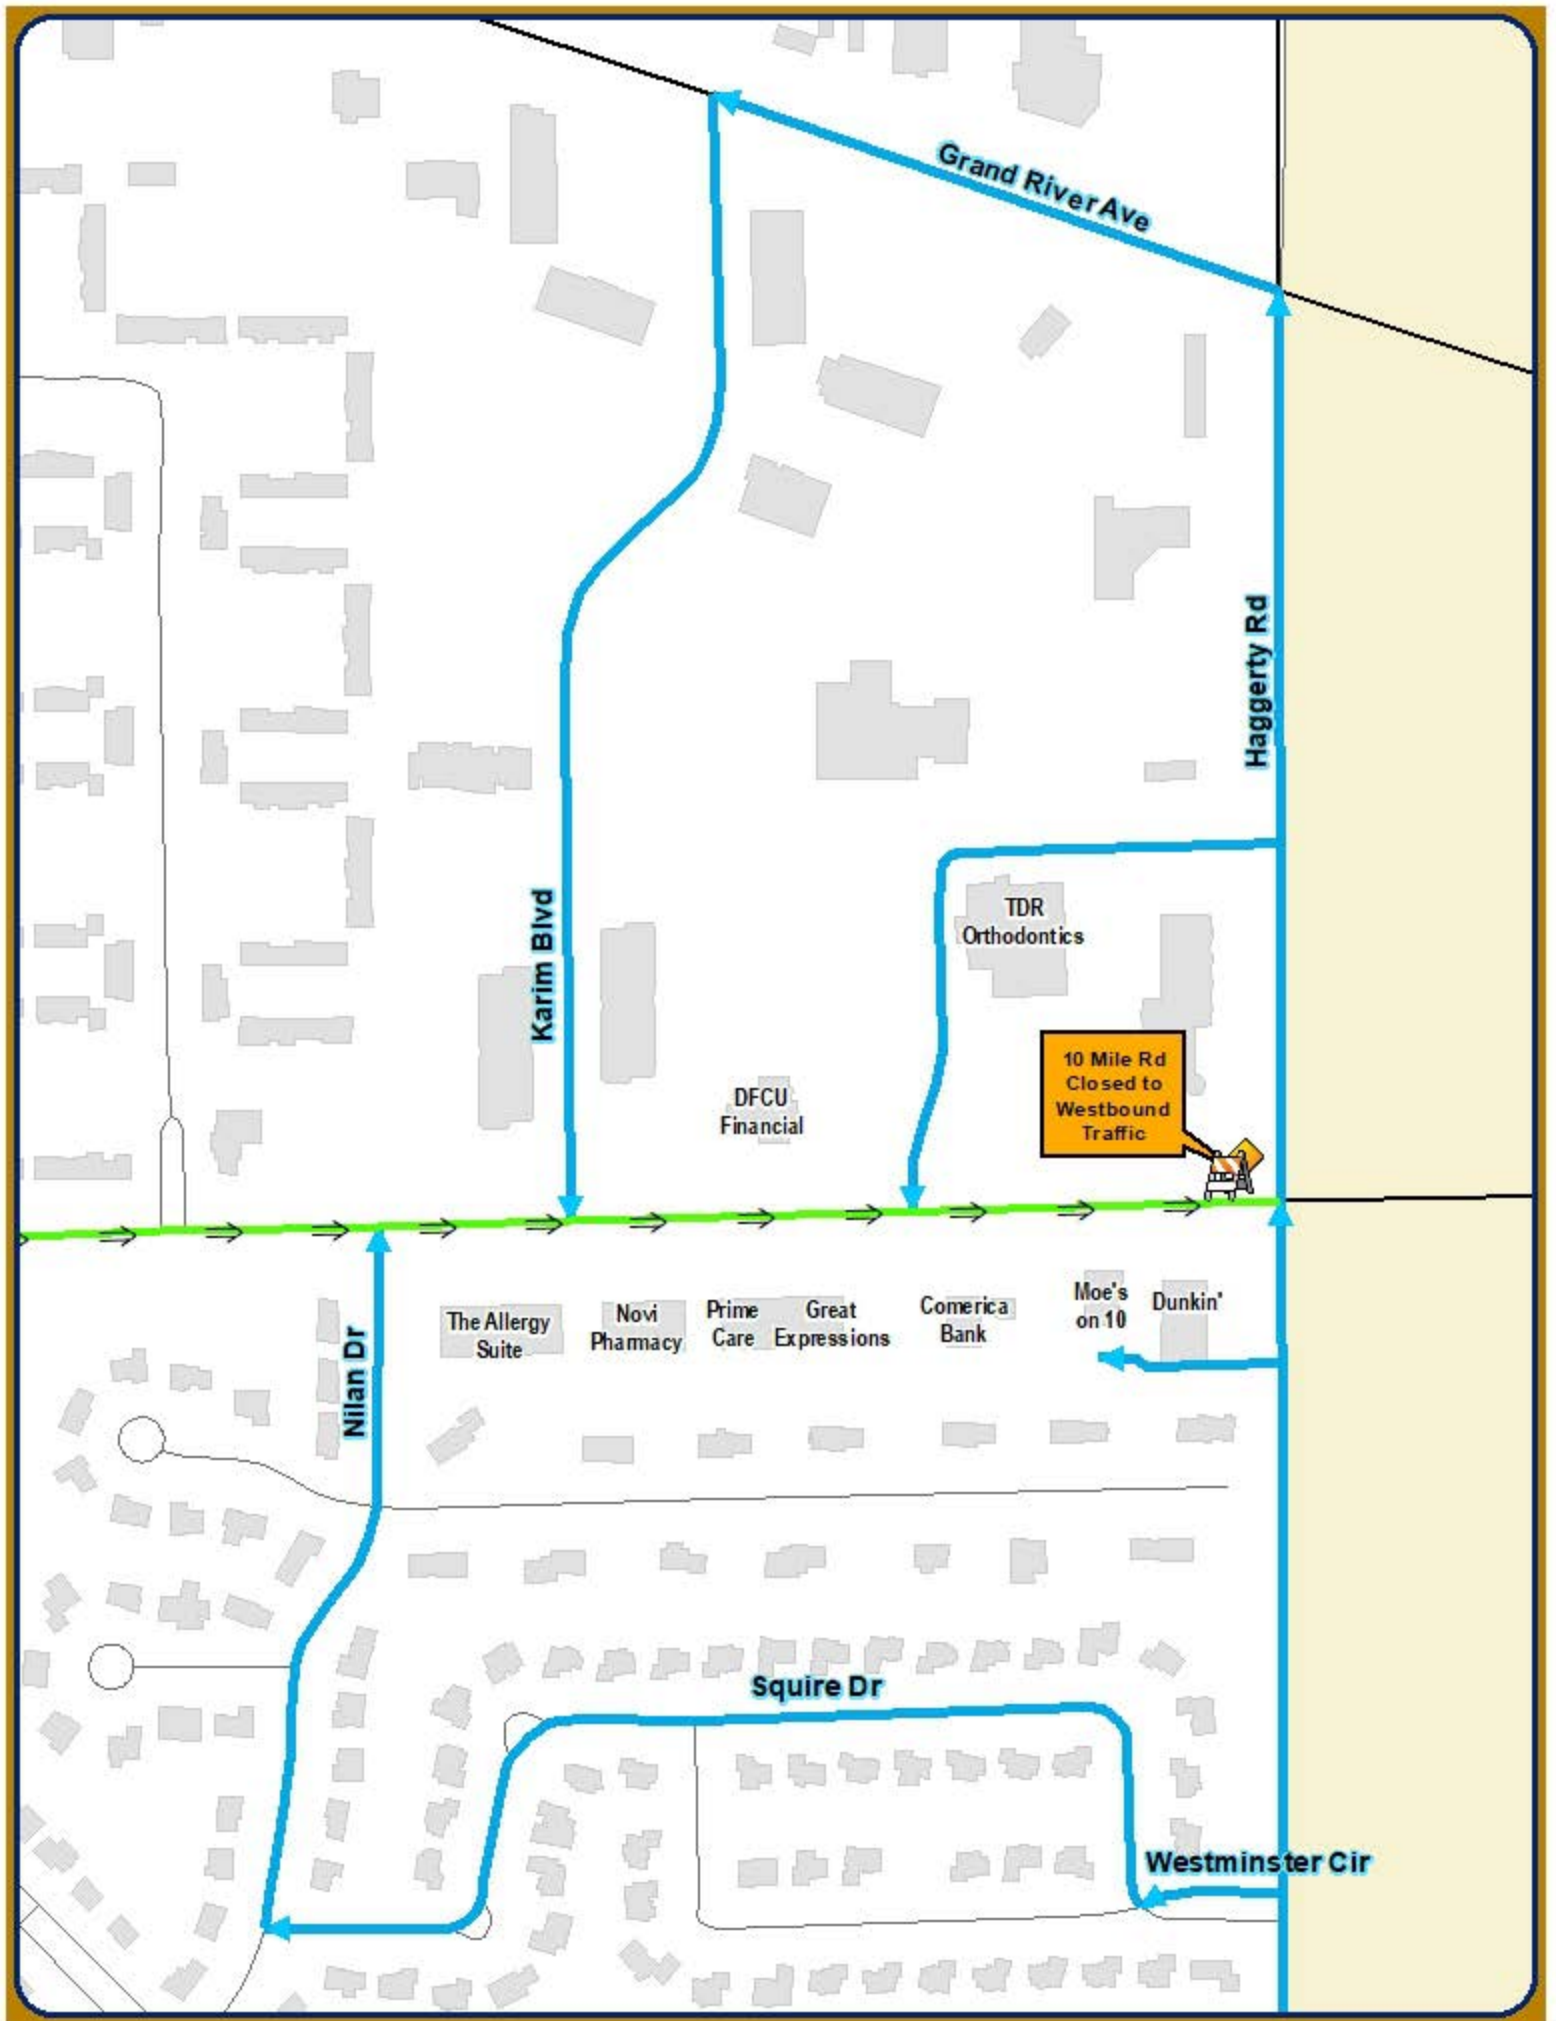 Grand River Ave
Haggerty Rd
Karim Blvd
TDR
Orthodontics
10 Mile Rd
Closed to
Westbound
Traffic
DFCU
Financial
Nilan Dr
The Allergy
Suite
Novi
Pharmacy
Prime
Care
Great
Expressions
Comerica
Bank
Moe's
on 10
Dunkin'
Squire Dr
Westminster Cir